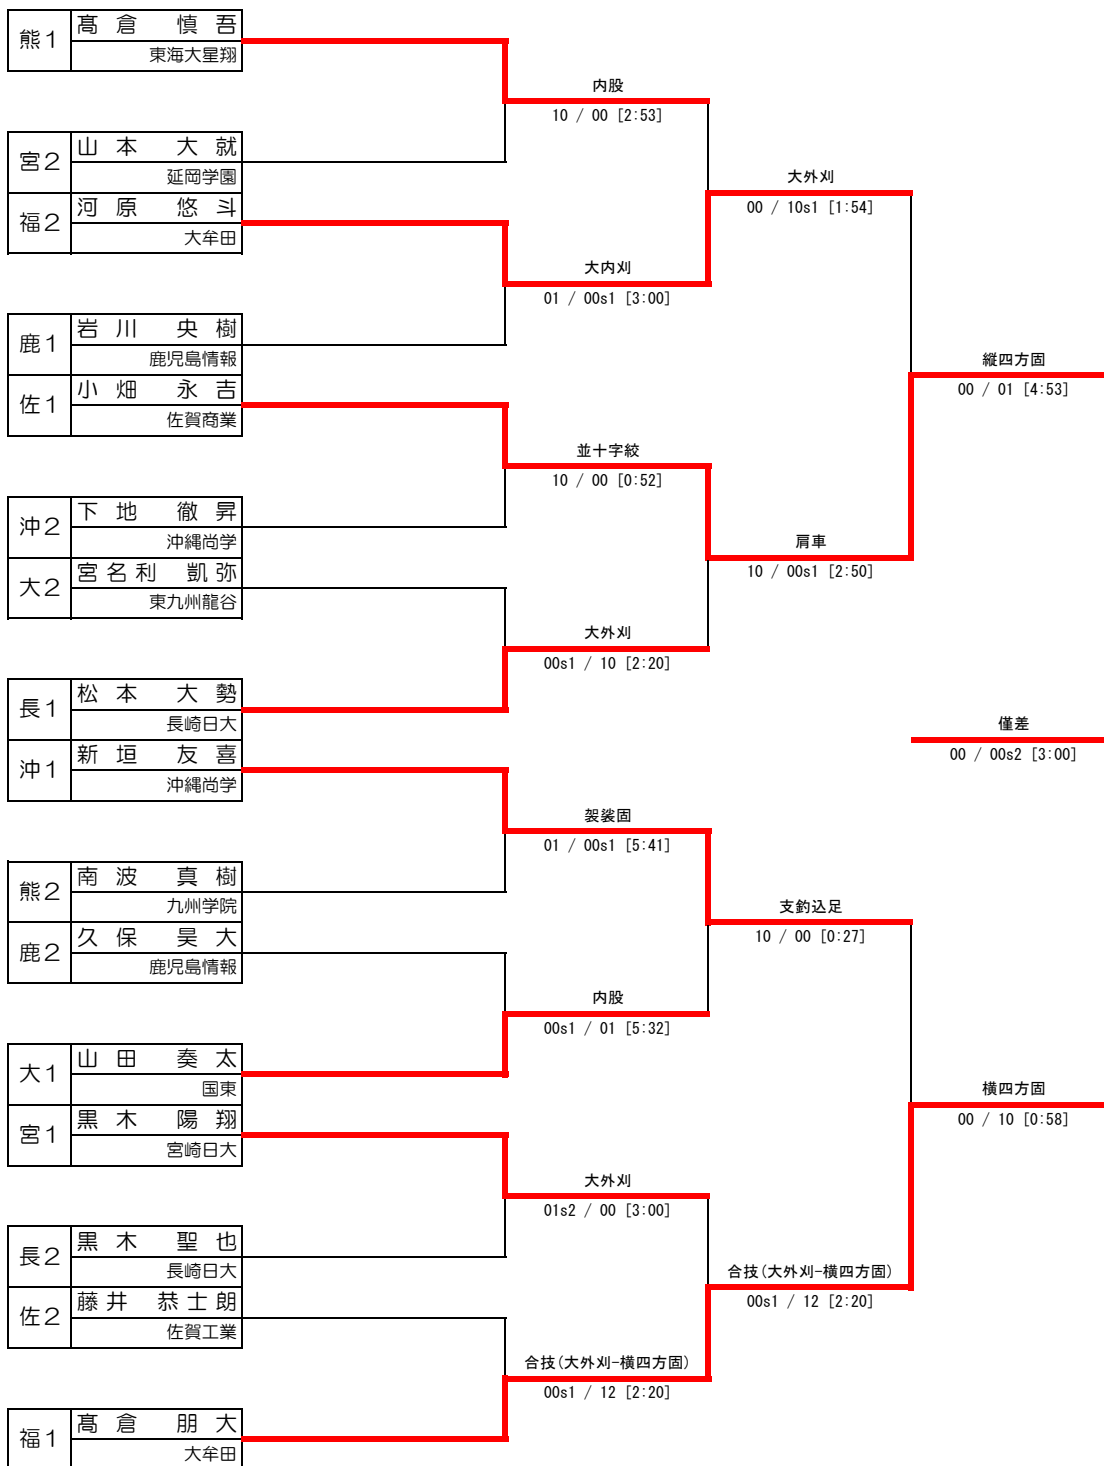 熊1 髙倉 慎吾
東海大星翔
内股
10 / 00 [2:53]
宮2 山本 大就
延岡学園
大外刈
00 / 10s1 [1:54]
福2 河原 悠斗
大牟田
大内刈
01 / 00s1 [3:00]
鹿1 岩川 央樹
鹿児島情報
縦四方固
00 / 01 [4:53]
佐1 小畑 永吉
佐賀商業
並十字絞
10 / 00 [0:52]
沖2 下地 徹昇
沖縄尚学
肩車
10 / 00s1 [2:50]
大2 宮名利 凱弥
東九州龍谷
大外刈
00s1 / 10 [2:20]
長1 松本 大勢
長崎日大
僅差
00 / 00s2 [3:00]
沖1 新垣 友喜
沖縄尚学
袈裟固
01 / 00s1 [5:41]
熊2 南波 真樹
九州学院
支釣込足
10 / 00 [0:27]
鹿2 久保 昊大
鹿児島情報
内股
00s1 / 01 [5:32]
大1 山田 奏太
国東
横四方固
00 / 10 [0:58]
宮1 黒木 陽翔
宮崎日大
大外刈
01s2 / 00 [3:00]
長2 黒木 聖也
長崎日大
合技(大外刈-横四方固)
00s1 / 12 [2:20]
佐2 藤井 恭士朗
佐賀工業
合技(大外刈-横四方固)
00s1 / 12 [2:20]
福1 髙倉 朋大
大牟田